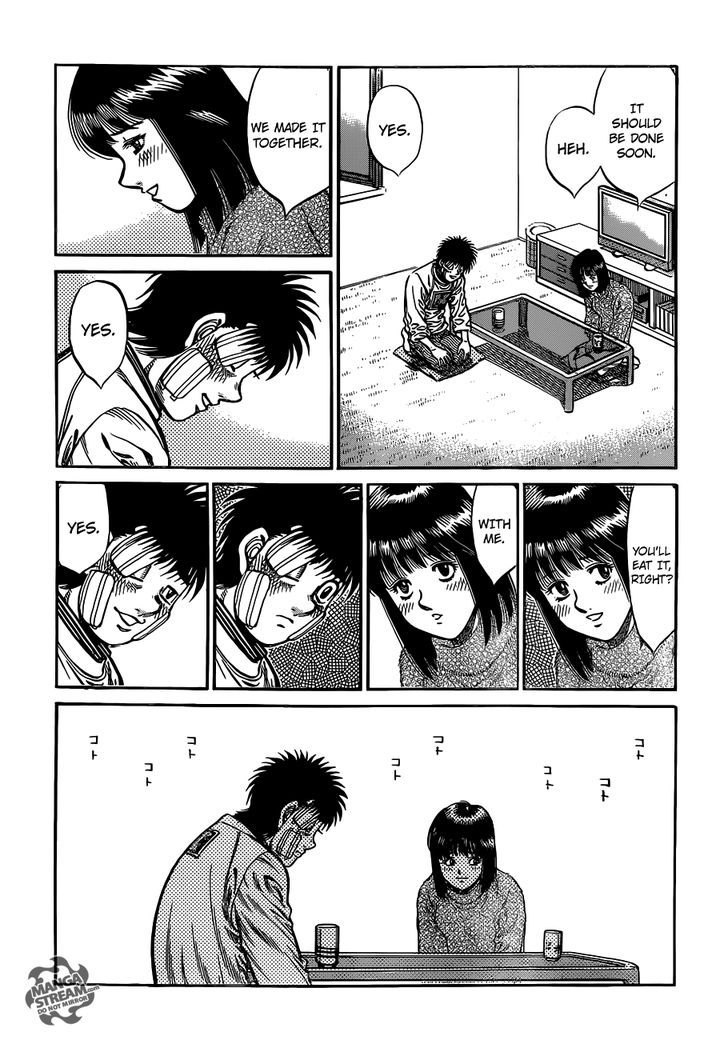 IT
SHOULD
BE DONE
SOON.
HEH.
YES.
WE MADE IT
TOGETHER.
YES.
YOU'LL
EAT IT,
RIGHT?
WITH
ME.
YES.
コト
コト
コト
コト
コト
コト
コト
コト
MANGA
STREAM.com
DO NOT MIRROR